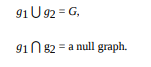 g1 ⋃ g2 = G,
g1 ⋂ g2 = a null graph.